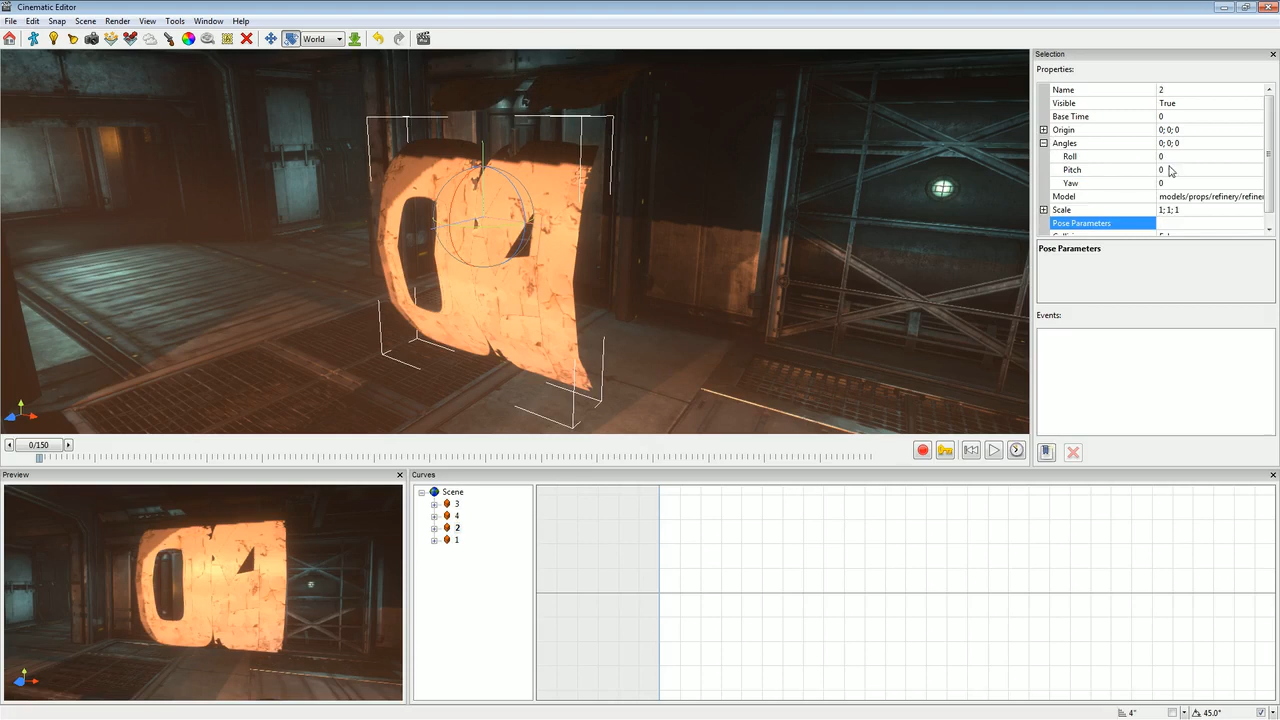 Cinematic Editor
File Edit Snap Scene Render View Tools Window Help
World
Selection
Properties:
Name 2
Visible True
Base Time 0
Origin 0; 0; 0
Angles 0; 0; 0
Roll 0
Pitch 0
Yaw 0
Model models/props/refinery/refiner
Scale 1; 1; 1
Pose Parameters
Pose Parameters
Events:
0/150
Preview
Curves
Scene
3
4
2
1
4"
45.0°